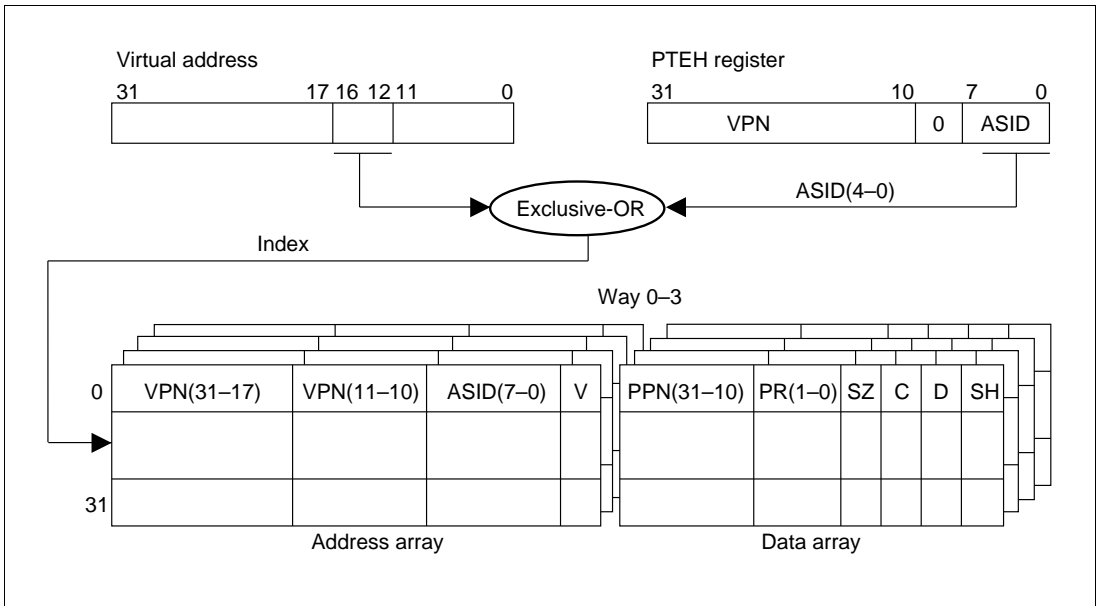 Virtual address
31 17 16 12 11 0
PTEH register
31 10 7 0
VPN 0 ASID
ASID(4–0)
Exclusive-OR
Index
Way 0–3
0 VPN(31–17) VPN(11–10) ASID(7–0) V PPN(31–10) PR(1–0) SZ C D SH
31
Address array
Data array